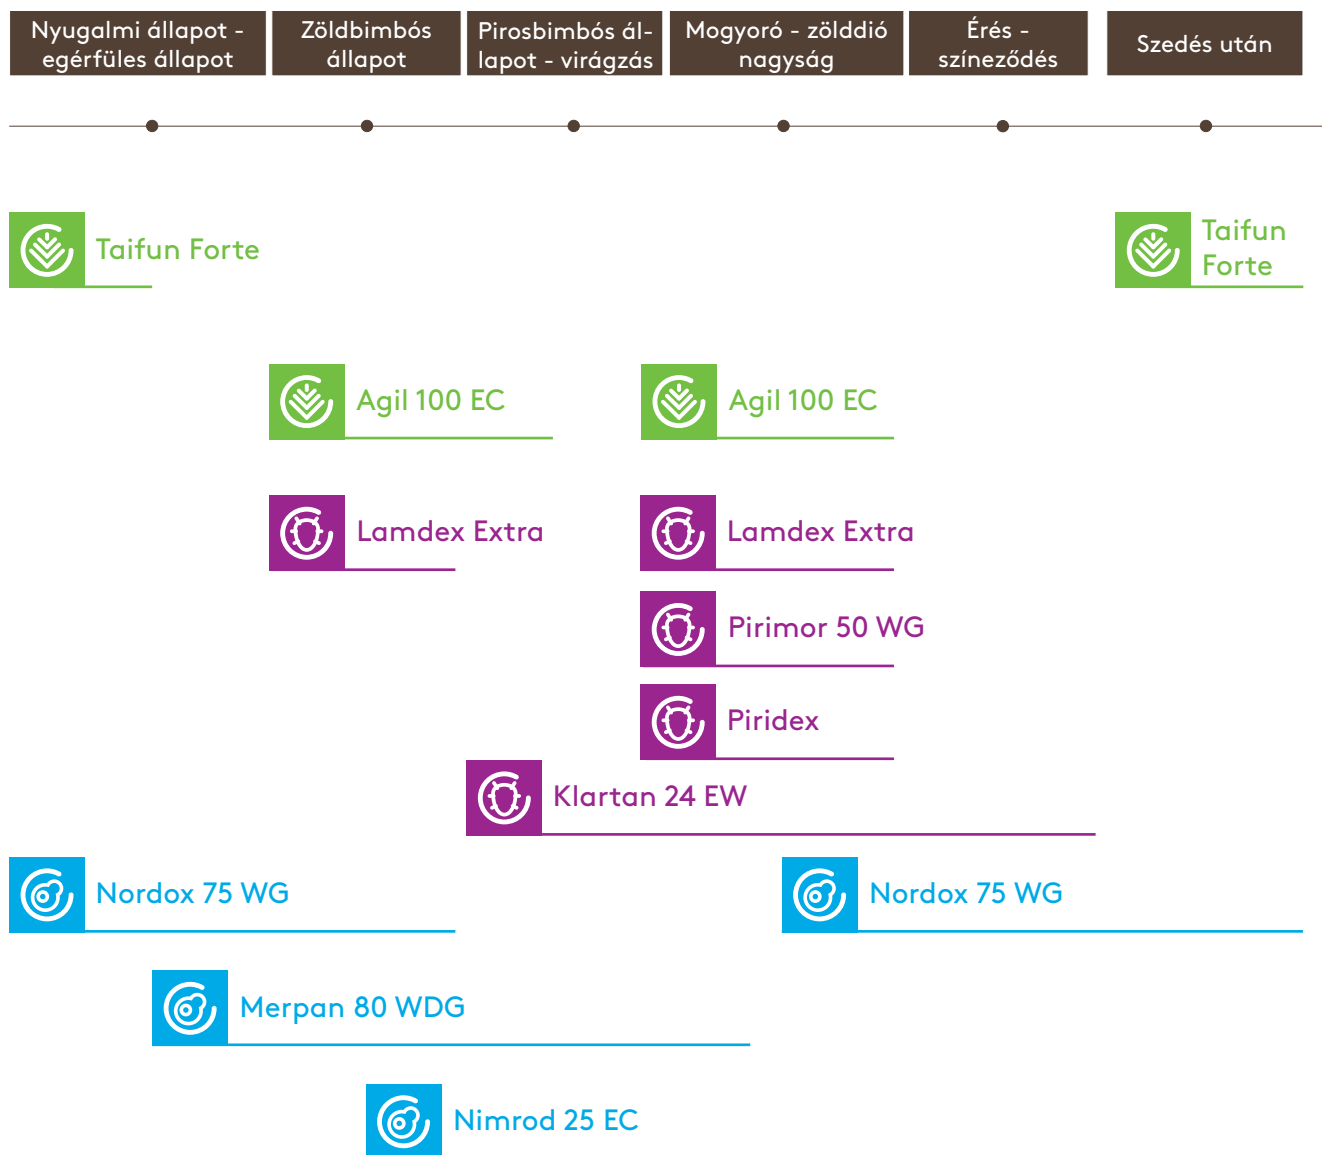 Nyugalmi állapot -
egérfüles állapot
Zöldbimbós
állapot
Pirosbimbós ál-
lapot - virágzás
Mogyoró - zölddió
nagyság
Érés -
színeződés
Szedés után
Taifun Forte
Taifun
Forte
Agil 100 EC
Agil 100 EC
Lamdex Extra
Lamdex Extra
Pirimor 50 WG
Piridex
Klartan 24 EW
Nordox 75 WG
Nordox 75 WG
Merpan 80 WDG
Nimrod 25 EC